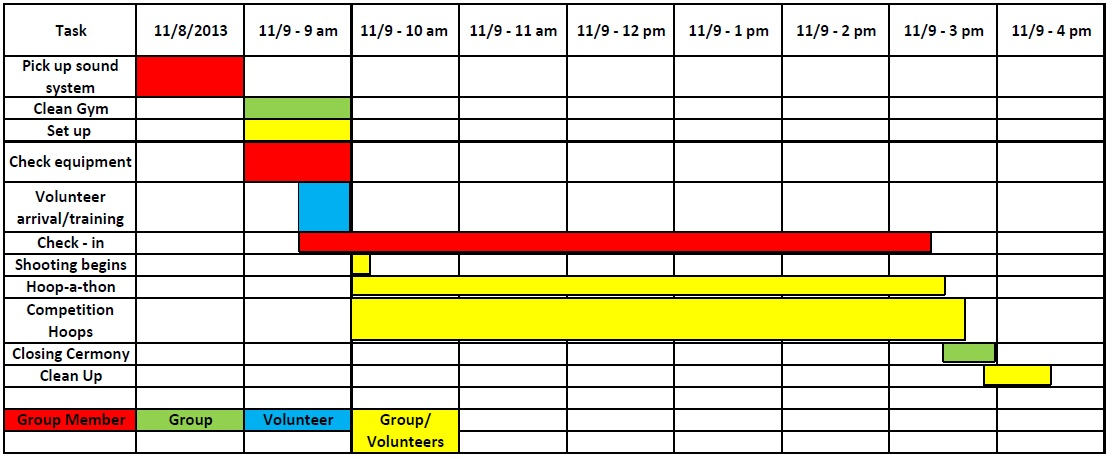 Task 11/8/2013 11/9 - 9 am 11/9 - 10 am 11/9 - 11 am 11/9 - 12 pm 11/9 - 1 pm 11/9 - 2 pm 11/9 - 3 pm 11/9 - 4 pm
Pick up sound
system
Clean Gym
Set up
Check equipment
Volunteer
arrival/training
Check - in
Shooting begins
Hoop-a-thon
Competition
Hoops
Closing Cermony
Clean Up
Group Member Group Volunteer Group/
Volunteers